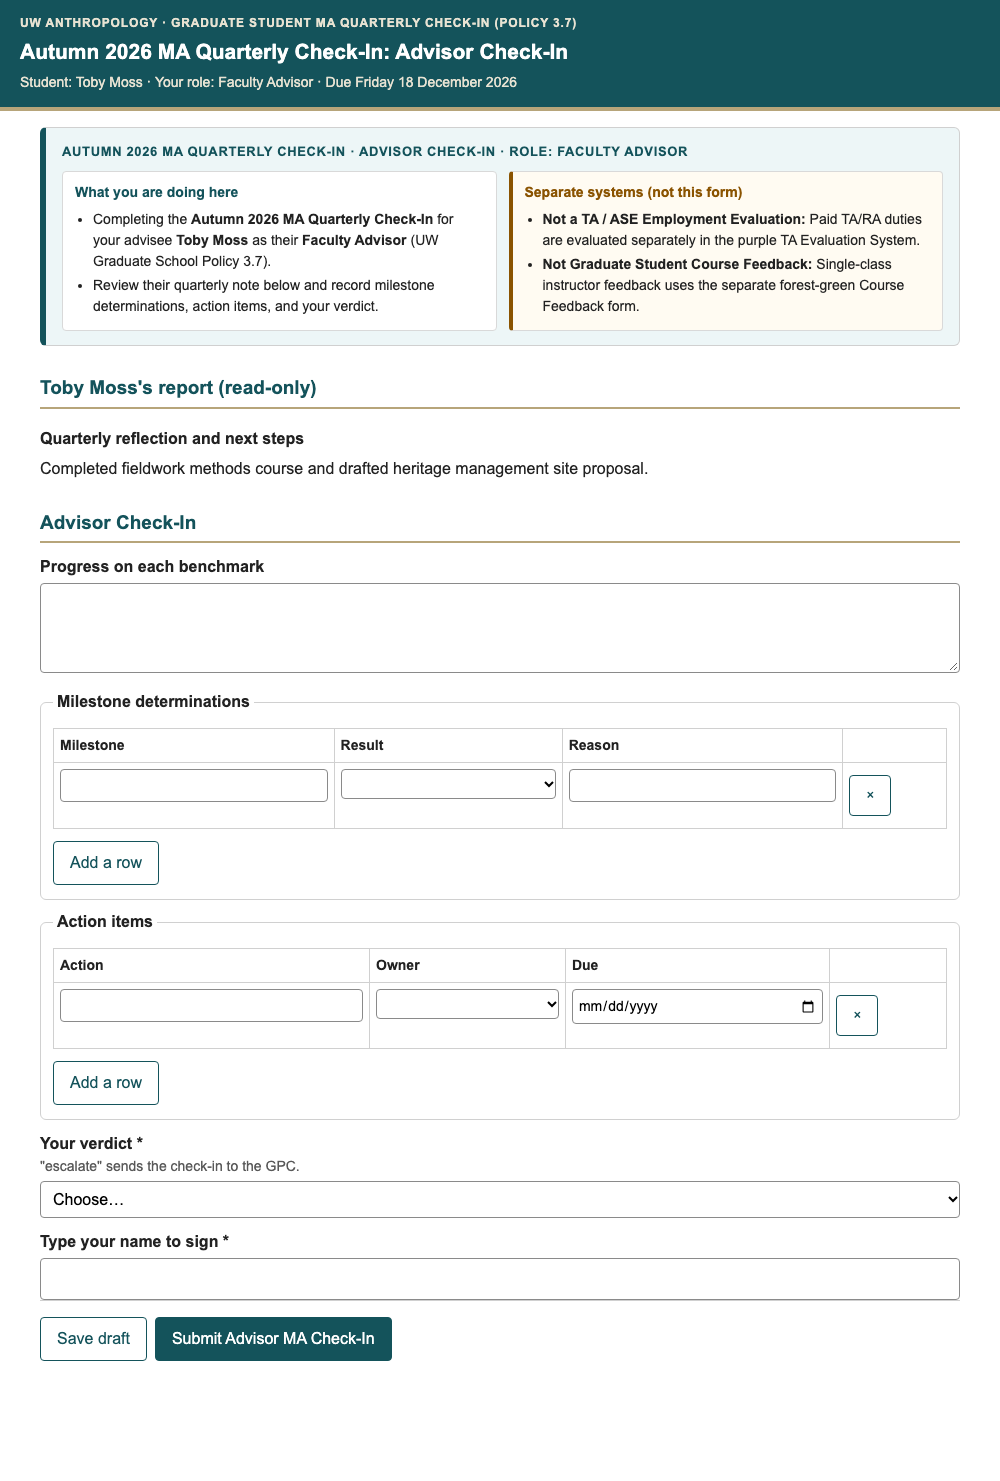 UW ANTHROPOLOGY · GRADUATE STUDENT MA QUARTERLY CHECK-IN (POLICY 3.7)
Autumn 2026 MA Quarterly Check-In: Advisor Check-In
Student: Toby Moss · Your role: Faculty Advisor · Due Friday 18 December 2026
AUTUMN 2026 MA QUARTERLY CHECK-IN · ADVISOR CHECK-IN · ROLE: FACULTY ADVISOR
What you are doing here
• Completing the Autumn 2026 MA Quarterly Check-In for
your advisee Toby Moss as their Faculty Advisor (UW
Graduate School Policy 3.7).
• Review their quarterly note below and record milestone
determinations, action items, and your verdict.
Separate systems (not this form)
• Not a TA / ASE Employment Evaluation: Paid TA/RA duties
are evaluated separately in the purple TA Evaluation System.
• Not Graduate Student Course Feedback: Single-class
instructor feedback uses the separate forest-green Course
Feedback form.
Toby Moss's report (read-only)
Quarterly reflection and next steps
Completed fieldwork methods course and drafted heritage management site proposal.
Advisor Check-In
Progress on each benchmark
Milestone determinations
Milestone Result Reason
×
Add a row
Action items
Action Owner Due
mm/dd/yyyy ×
Add a row
Your verdict *
"escalate" sends the check-in to the GPC.
Choose…
Type your name to sign *
Save draft Submit Advisor MA Check-In